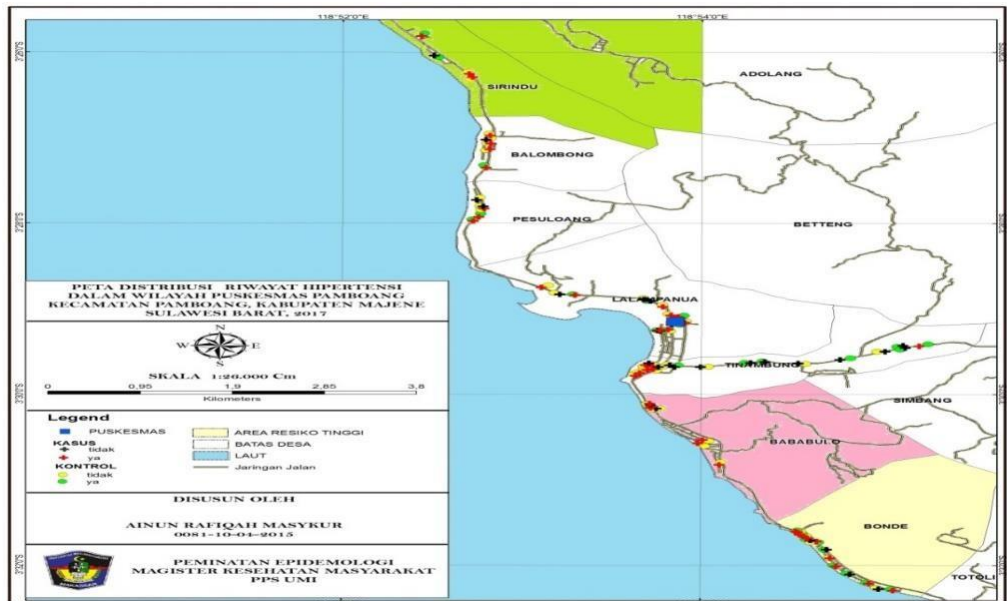 118°52'0"E 118°54'0"E
ADOLANG
SIRINDU
BALOMBONG
PESULOANG
BETTENG
PETA DISTRIBUSI RIWAYAT HIPERTENSI
DALAM WILAYAH PUSKESMAS PAMBOANG
KECAMATAN PAMBOANG, KABUPATEN MAJENE
SULAWESI BARAT, 2017
N
W E
S
SKALA 1:26.000 Cm
0 0,95 1,9 2,85 3,8
Kilometers
Legend
PUSKESMAS
KASUS
tidak
ya
KONTROL
tidak
ya
AREA RESIKO TINGGI
BATAS DESA
LAUT
Jaringan Jalan
DISUSUN OLEH
AINUN RAFIQAH MASYKUR
0081-10-04-2015
PEMINATAN EPIDEMOLOGI
MAGISTER KESEHATAN MASYARAKAT
PPS UMI
TINAMBUNG
SIMBANG
BABABULO
BONDE
TOTOLI